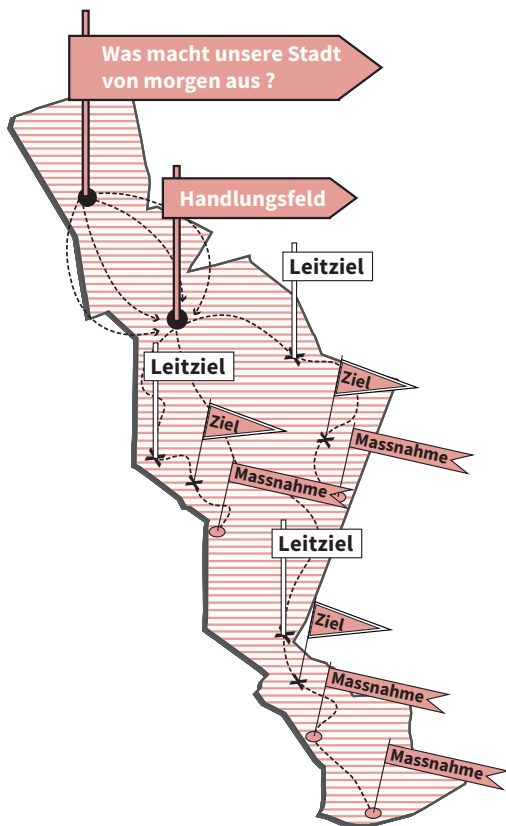 Was macht unsere Stadt
von morgen aus ?
Handlungsfeld
Leitziel
Leitziel
Ziel
Ziel
Massnahme
Massnahme
Leitziel
Ziel
Massnahme
Massnahme